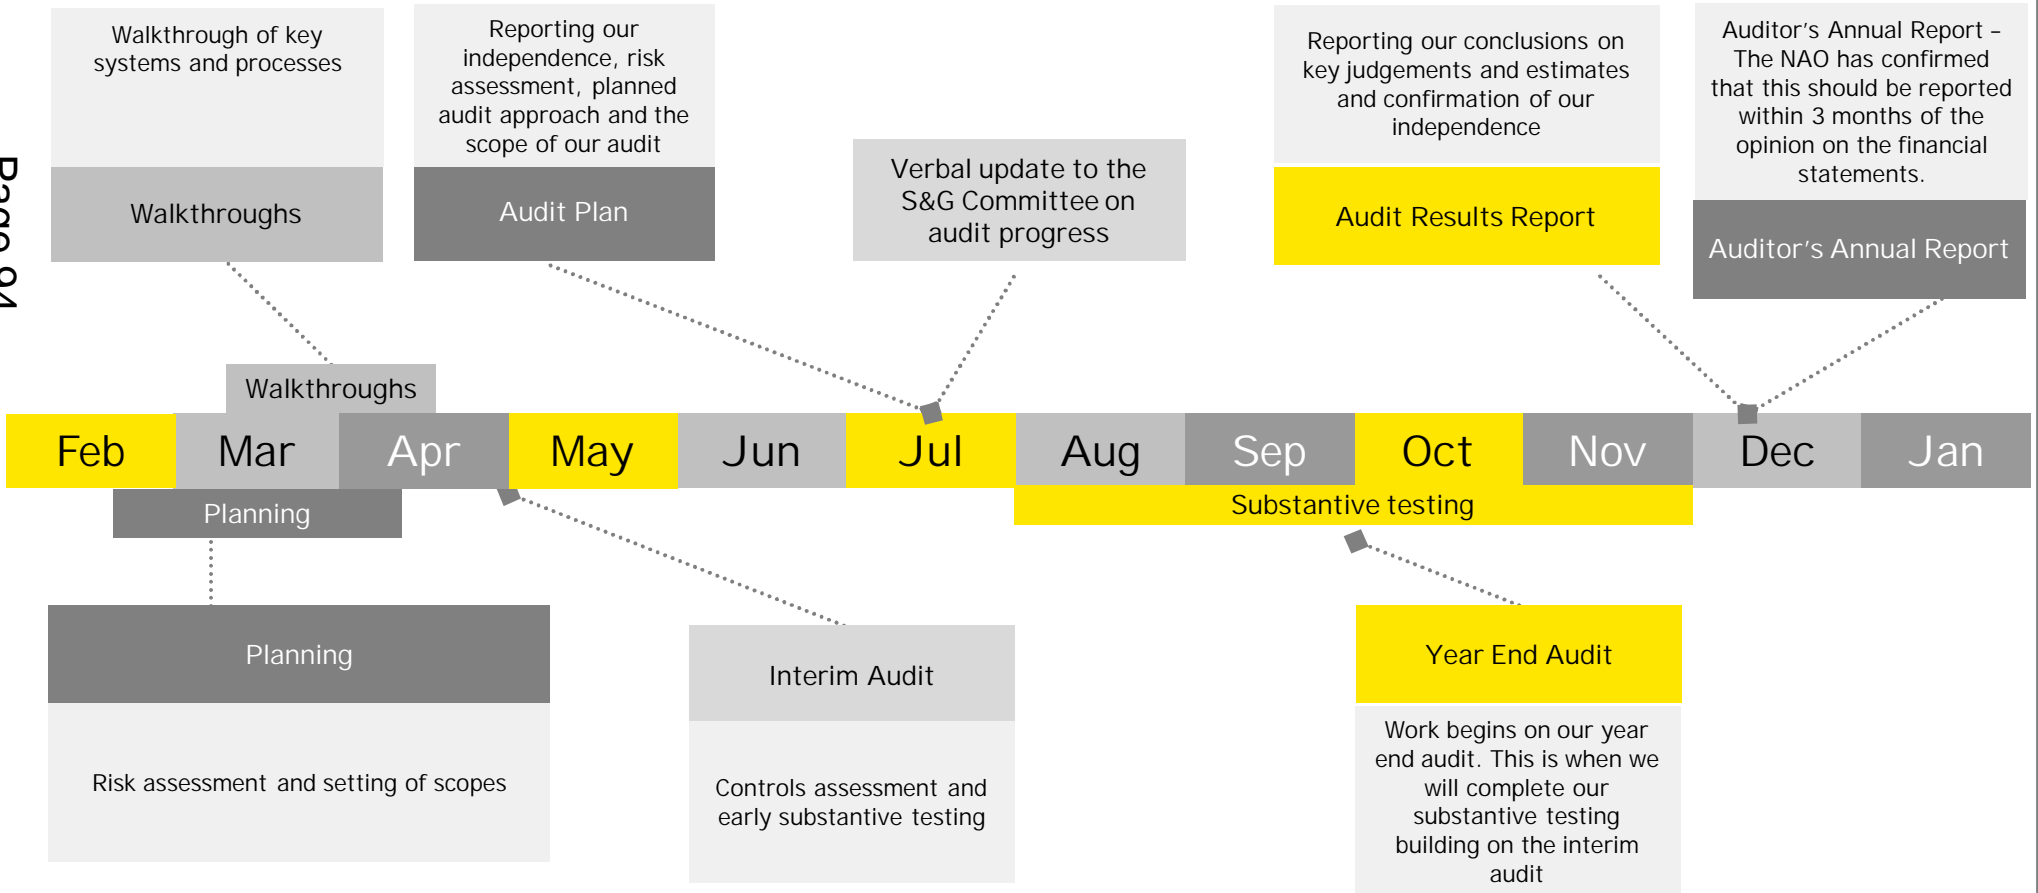 Page 94
Walkthrough of key
systems and processes
Walkthroughs
Reporting our
independence, risk
assessment, planned
audit approach and the
scope of our audit
Audit Plan
Verbal update to the
S&G Committee on
audit progress
Reporting our conclusions on
key judgements and estimates
and confirmation of our
independence
Audit Results Report
Auditor's Annual Report –
The NAO has confirmed
that this should be reported
within 3 months of the
opinion on the financial
statements.
Auditor's Annual Report
Walkthroughs
Feb Mar Apr May Jun Jul Aug Sep Oct Nov Dec Jan
Planning
Substantive testing
Planning
Risk assessment and setting of scopes
Interim Audit
Controls assessment and
early substantive testing
Year End Audit
Work begins on our year
end audit. This is when we
will complete our
substantive testing
building on the interim
audit